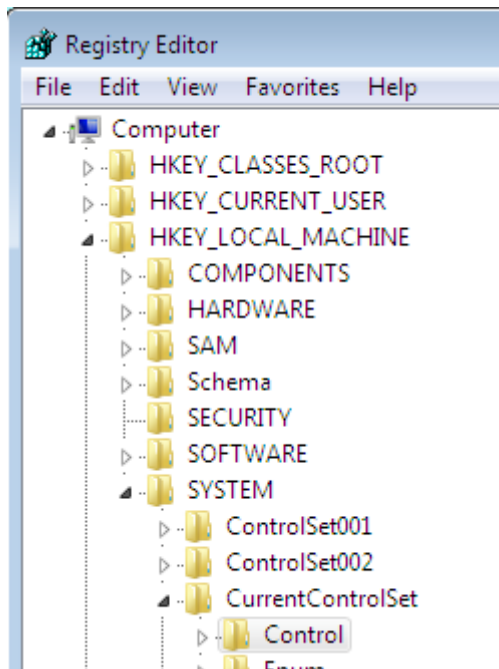 Registry Editor
File Edit View Favorites Help
Computer
HKEY_CLASSES_ROOT
HKEY_CURRENT_USER
HKEY_LOCAL_MACHINE
COMPONENTS
HARDWARE
SAM
Schema
SECURITY
SOFTWARE
SYSTEM
ControlSet001
ControlSet002
CurrentControlSet
Control
Enum